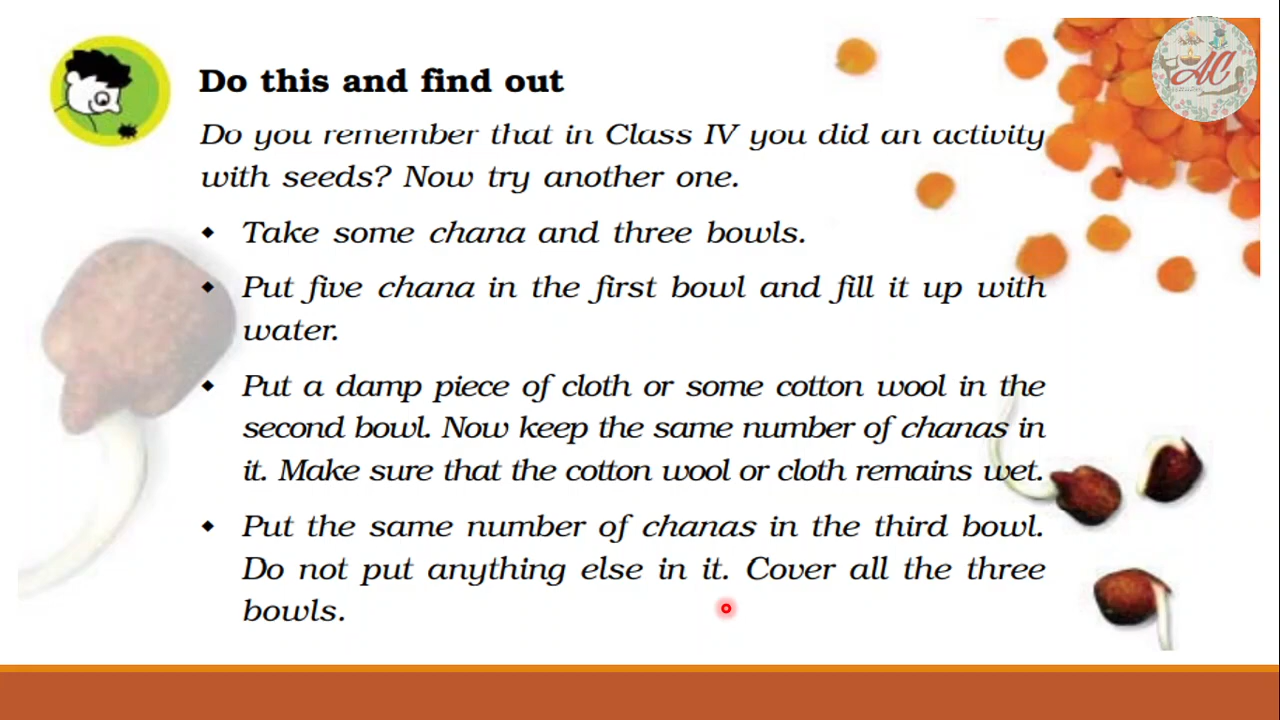 Do this and find out
Do you remember that in Class IV you did an activity
with seeds? Now try another one.
◆ Take some chana and three bowls.
◆ Put five chana in the first bowl and fill it up with
water.
◆ Put a damp piece of cloth or some cotton wool in the
second bowl. Now keep the same number of chanas in
it. Make sure that the cotton wool or cloth remains wet.
◆ Put the same number of chanas in the third bowl.
Do not put anything else in it. Cover all the three
bowls.
AC